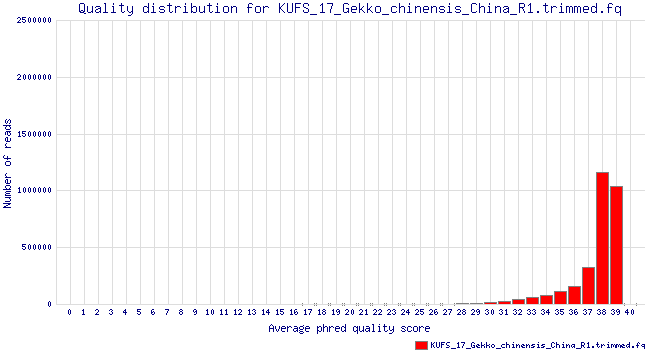 Quality distribution for KUFS_17_Gekko_chinensis_China_R1.trimmed.fq
2500000
2000000
1500000
1000000
500000
0
Number of reads
0 1 2 3 4 5 6 7 8 9 10 11 12 13 14 15 16 17 18 19 20 21 22 23 24 25 26 27 28 29 30 31 32 33 34 35 36 37 38 39 40
Average phred quality score
KUFS_17_Gekko_chinensis_China_R1.trimmed.fq